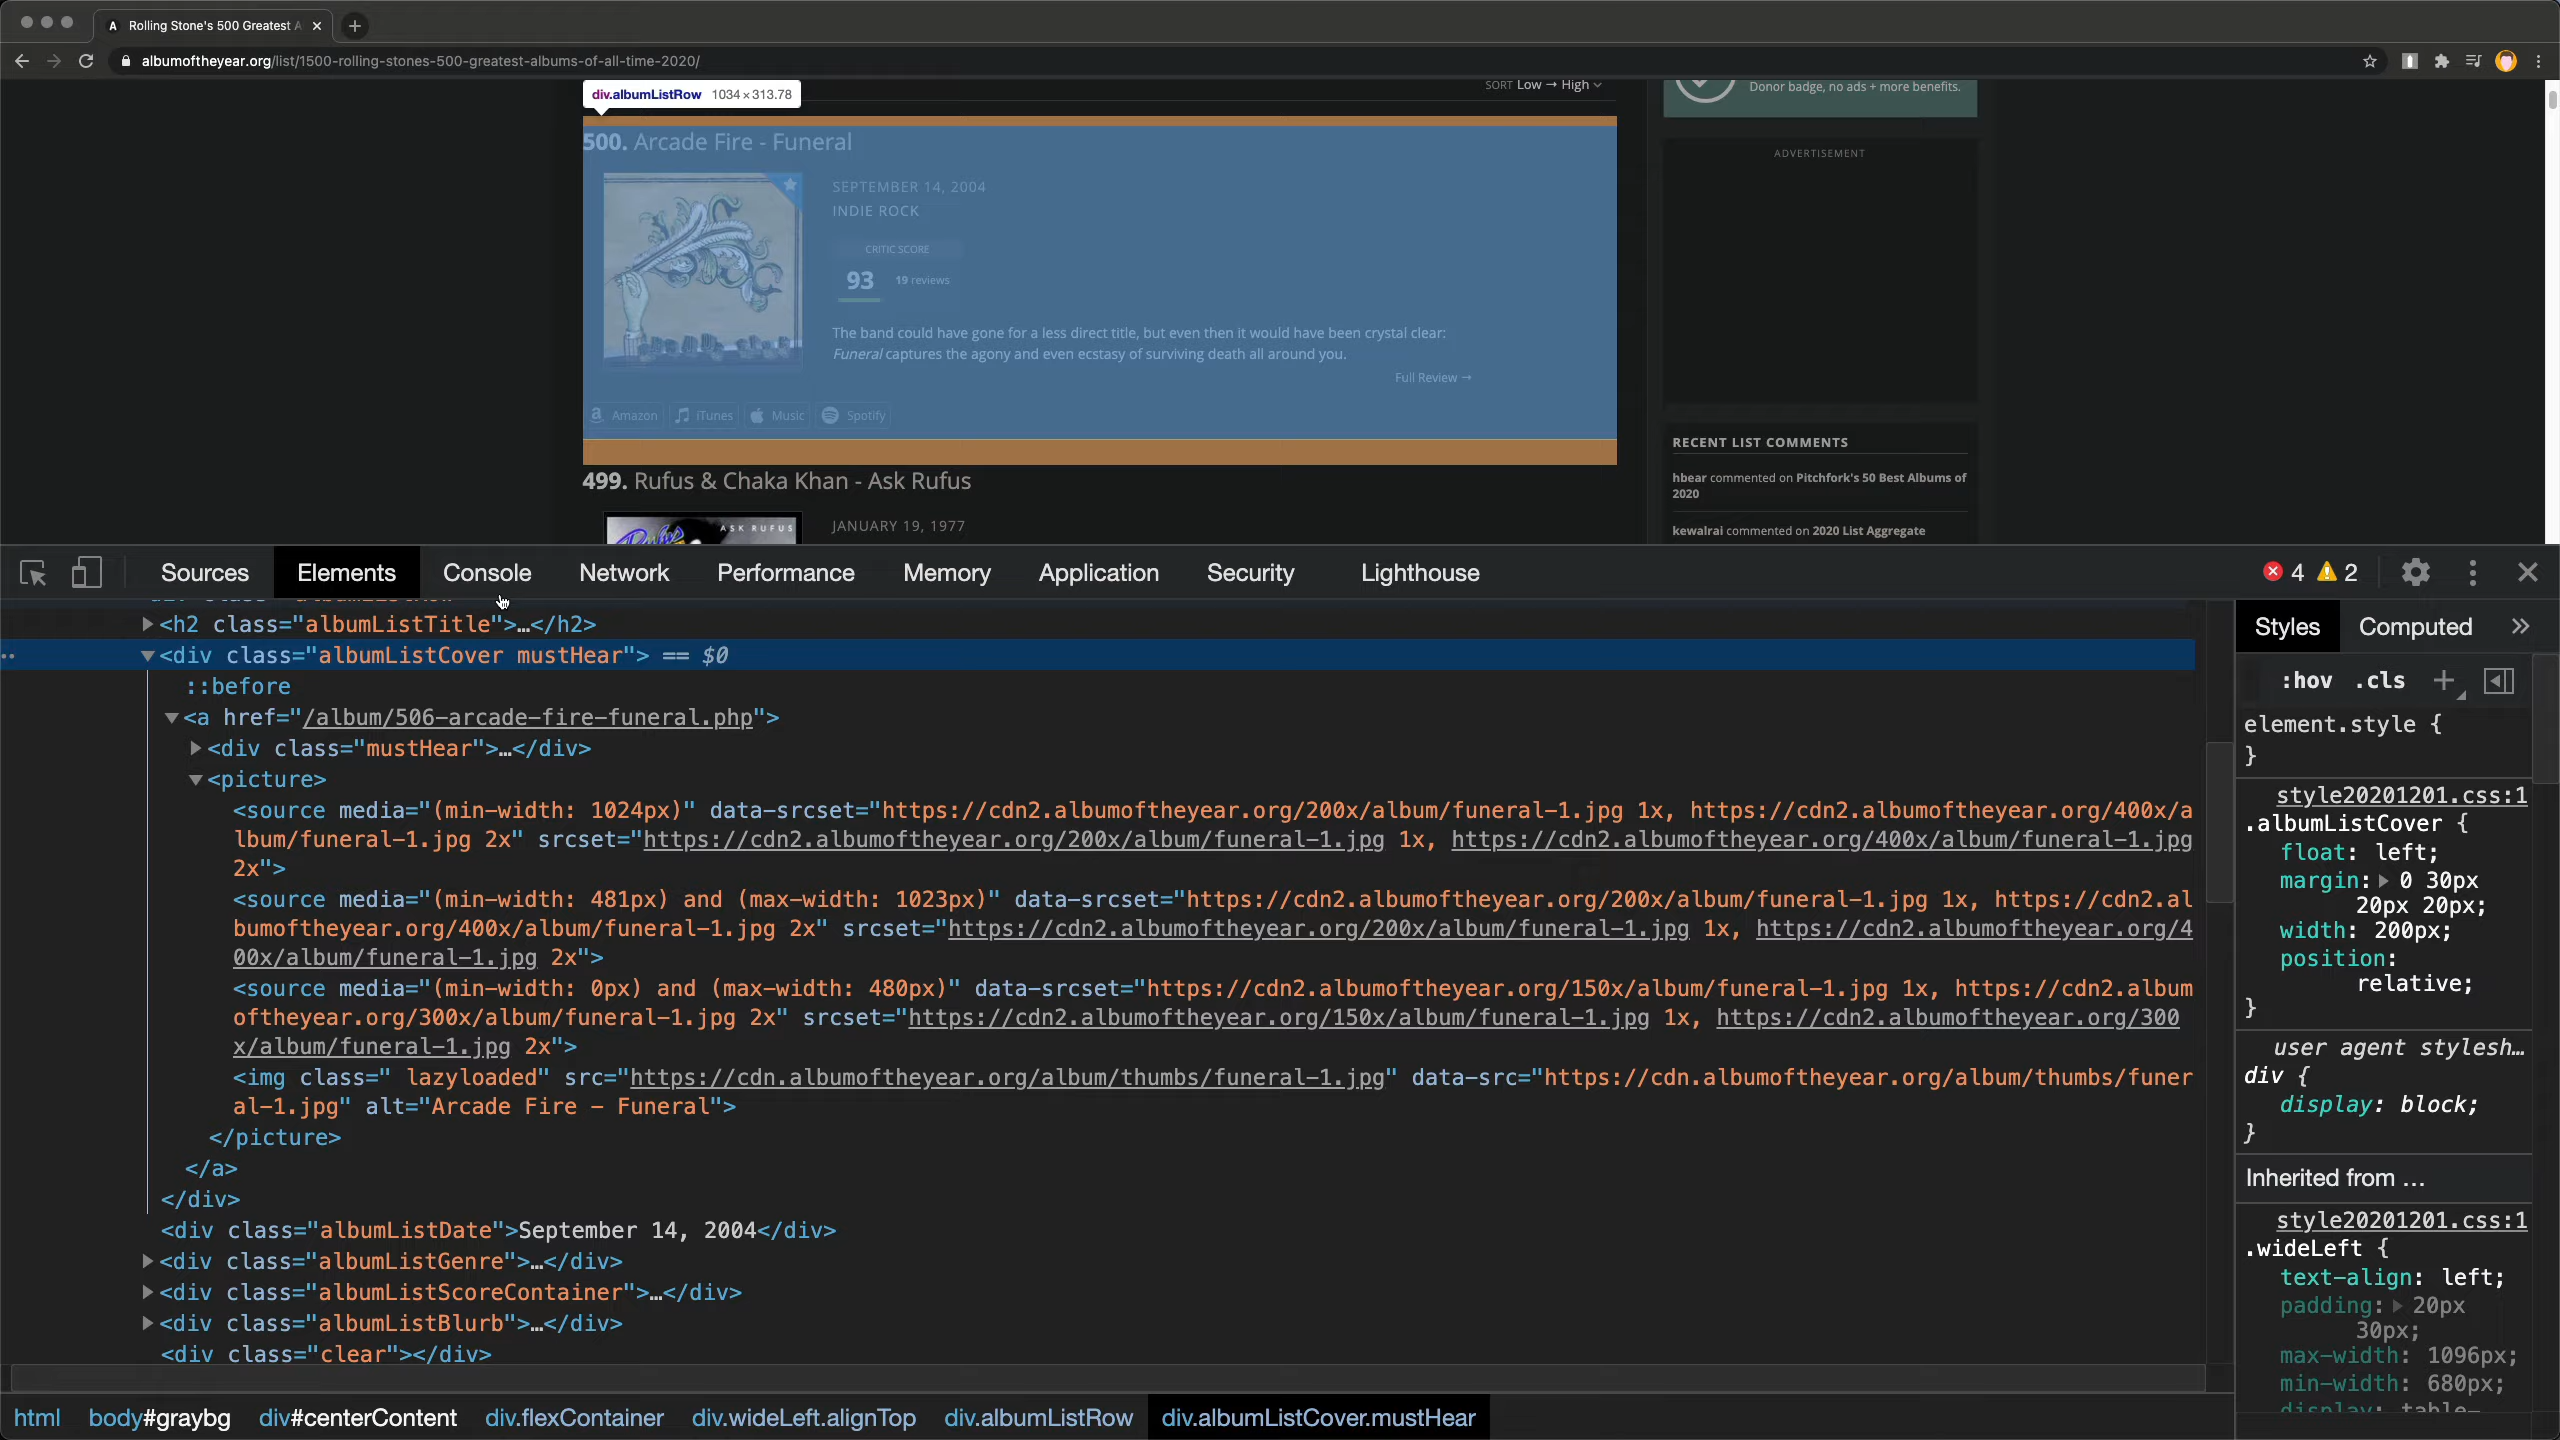 A Rolling Stone's 500 Greatest A
albumoftheyear.org/list/1500-rolling-stones-500-greatest-albums-of-all-time-2020/
div.albumListRow 1034 × 313.78
SORT Low → High
Donor badge, no ads + more benefits.
500. Arcade Fire - Funeral
SEPTEMBER 14, 2004
INDIE ROCK
CRITIC SCORE
93 19 reviews
The band could have gone for a less direct title, but even then it would have been crystal clear:
Funeral captures the agony and even ecstasy of surviving death all around you.
Full Review →
Amazon iTunes Music Spotify
499. Rufus & Chaka Khan - Ask Rufus
ASK RUFUS
JANUARY 19, 1977
ADVERTISEMENT
RECENT LIST COMMENTS
hbear commented on Pitchfork's 50 Best Albums of
2020
kewalrai commented on 2020 List Aggregate
Sources Elements Console Network Performance Memory Application Security Lighthouse 4 2
<h2 class="albumListTitle">…</h2>
<div class="albumListCover mustHear"> == $0
::before
<a href="/album/506-arcade-fire-funeral.php">
<div class="mustHear">…</div>
<picture>
<source media="(min-width: 1024px)" data-srcset="https://cdn2.albumoftheyear.org/200x/album/funeral-1.jpg 1x, https://cdn2.albumoftheyear.org/400x/a
lbum/funeral-1.jpg 2x" srcset="https://cdn2.albumoftheyear.org/200x/album/funeral-1.jpg 1x, https://cdn2.albumoftheyear.org/400x/album/funeral-1.jpg
2x">
<source media="(min-width: 481px) and (max-width: 1023px)" data-srcset="https://cdn2.albumoftheyear.org/200x/album/funeral-1.jpg 1x, https://cdn2.al
bumoftheyear.org/400x/album/funeral-1.jpg 2x" srcset="https://cdn2.albumoftheyear.org/200x/album/funeral-1.jpg 1x, https://cdn2.albumoftheyear.org/4
00x/album/funeral-1.jpg 2x">
<source media="(min-width: 0px) and (max-width: 480px)" data-srcset="https://cdn2.albumoftheyear.org/150x/album/funeral-1.jpg 1x, https://cdn2.album
oftheyear.org/300x/album/funeral-1.jpg 2x" srcset="https://cdn2.albumoftheyear.org/150x/album/funeral-1.jpg 1x, https://cdn2.albumoftheyear.org/300
x/album/funeral-1.jpg 2x">
<img class=" lazyloaded" src="https://cdn.albumoftheyear.org/album/thumbs/funeral-1.jpg" data-src="https://cdn.albumoftheyear.org/album/thumbs/funer
al-1.jpg" alt="Arcade Fire - Funeral">
</picture>
</a>
</div>
<div class="albumListDate">September 14, 2004</div>
<div class="albumListGenre">…</div>
<div class="albumListScoreContainer">…</div>
<div class="albumListBlurb">…</div>
<div class="clear"></div>
html body#graybg div#centerContent div.flexContainer div.wideLeft.alignTop div.albumListRow div.albumListCover.mustHear
Styles Computed »
:hov .cls +
element.style {
}
style20201201.css:1
.albumListCover {
float: left;
margin: 0 30px
20px 20px;
width: 200px;
position:
relative;
}
user agent stylesh…
div {
display: block;
}
Inherited from …
style20201201.css:1
.wideLeft {
text-align: left;
padding: 20px
30px;
max-width: 1096px;
min-width: 680px;
display: table-